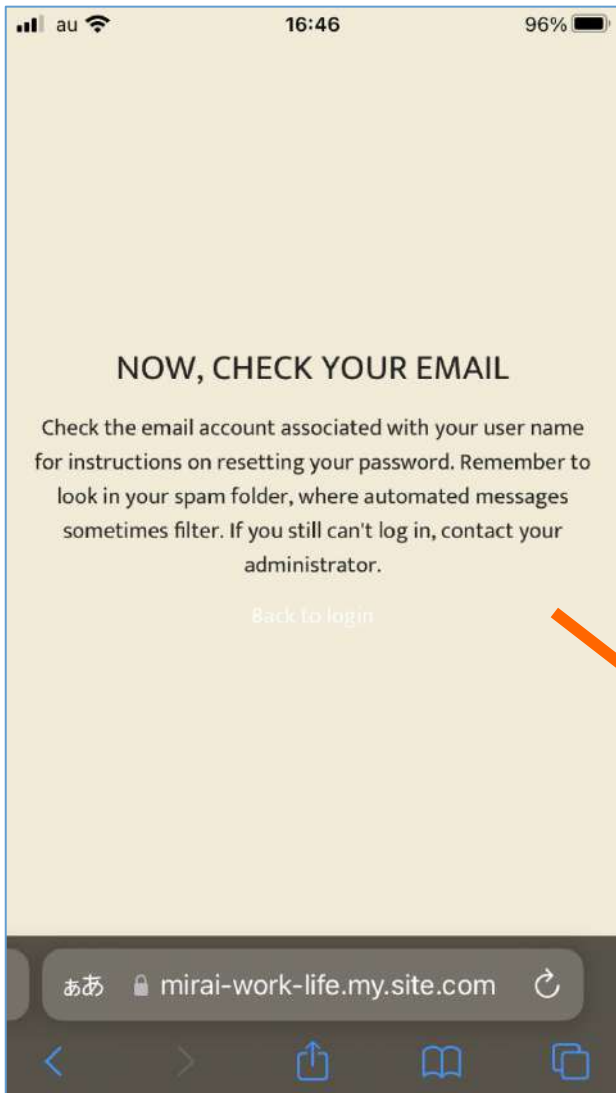 au 16:46 96%
NOW, CHECK YOUR EMAIL
Check the email account associated with your user name
for instructions on resetting your password. Remember to
look in your spam folder, where automated messages
sometimes filter. If you still can't log in, contact your
administrator.
Back to login
ぁあ mirai-work-life.my.site.com